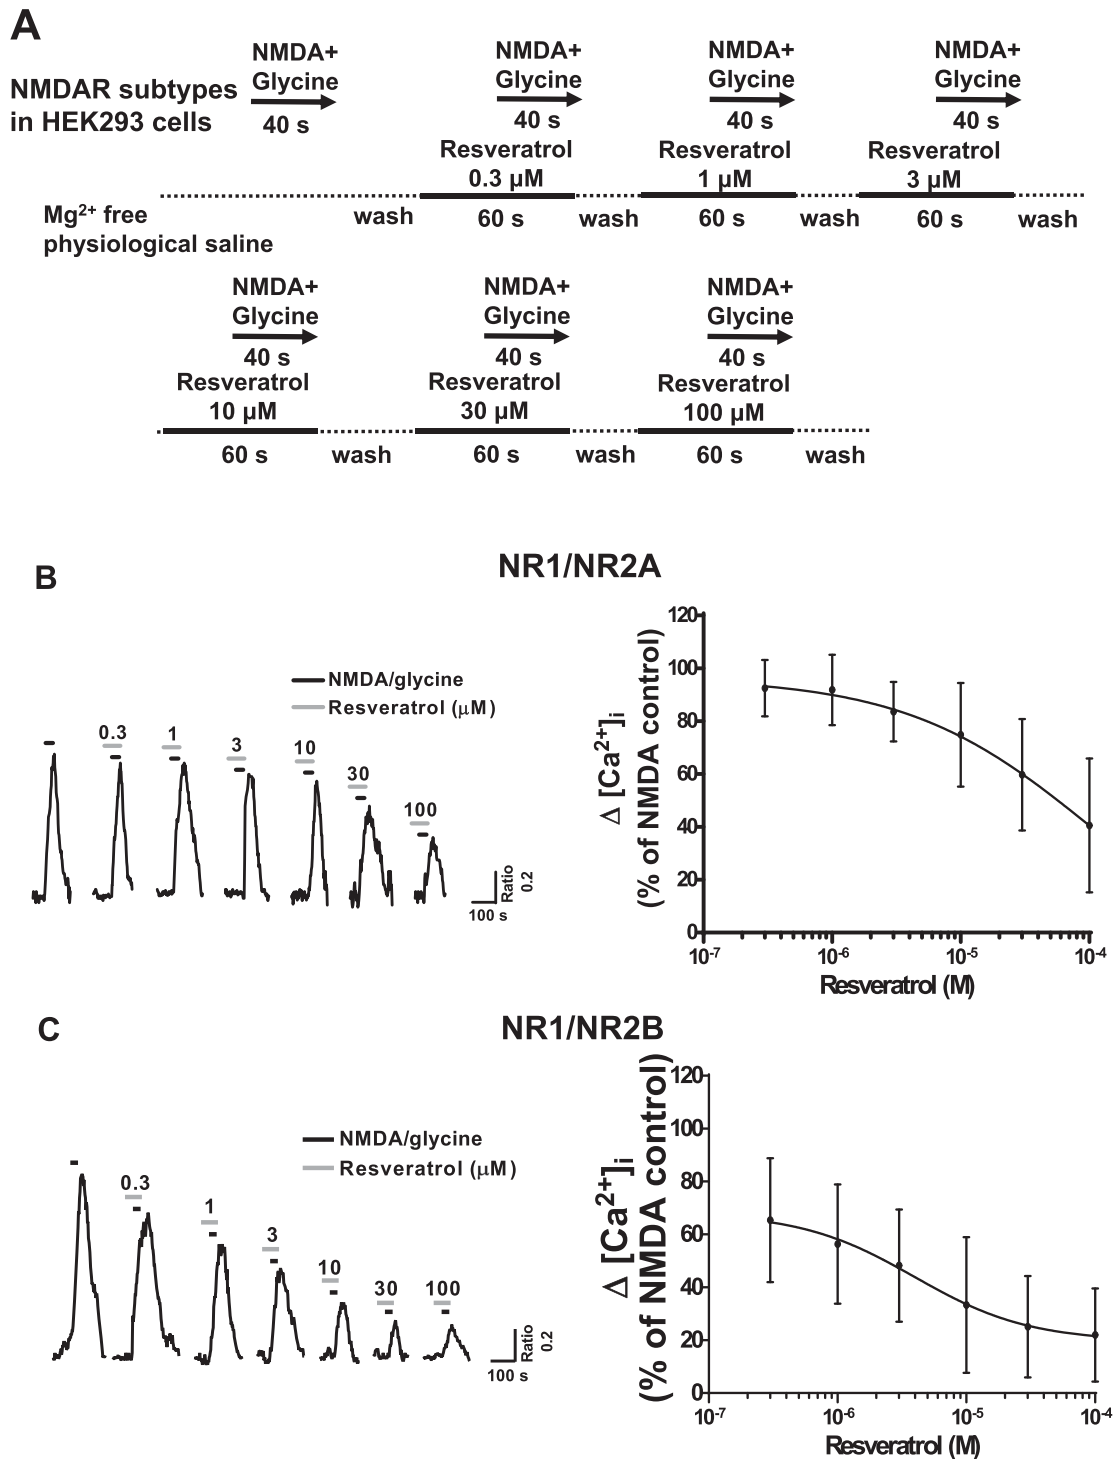 A
NMDAR subtypes
in HEK293 cells
NMDA+
Glycine
40 s
NMDA+
Glycine
40 s
Resveratrol
0.3 µM
NMDA+
Glycine
40 s
Resveratrol
1 µM
NMDA+
Glycine
40 s
Resveratrol
3 µM
Mg2+ free
physiological saline
wash
60 s
wash
60 s
wash
60 s
wash
NMDA+
Glycine
40 s
Resveratrol
10 µM
60 s
wash
NMDA+
Glycine
40 s
Resveratrol
30 µM
60 s
wash
NMDA+
Glycine
40 s
Resveratrol
100 µM
60 s
wash
B
NR1/NR2A
NMDA/glycine
Resveratrol (µM)
0.3
1
3
10
30
100
Ratio
0.2
100 s
Δ [Ca2+]i
(% of NMDA control)
120
100
80
60
40
20
0
10-7
10-6
10-5
10-4
Resveratrol (M)
C
NR1/NR2B
NMDA/glycine
Resveratrol (µM)
0.3
1
3
10
30
100
Ratio
0.2
100 s
Δ [Ca2+]i
(% of NMDA control)
120
100
80
60
40
20
0
10-7
10-6
10-5
10-4
Resveratrol (M)